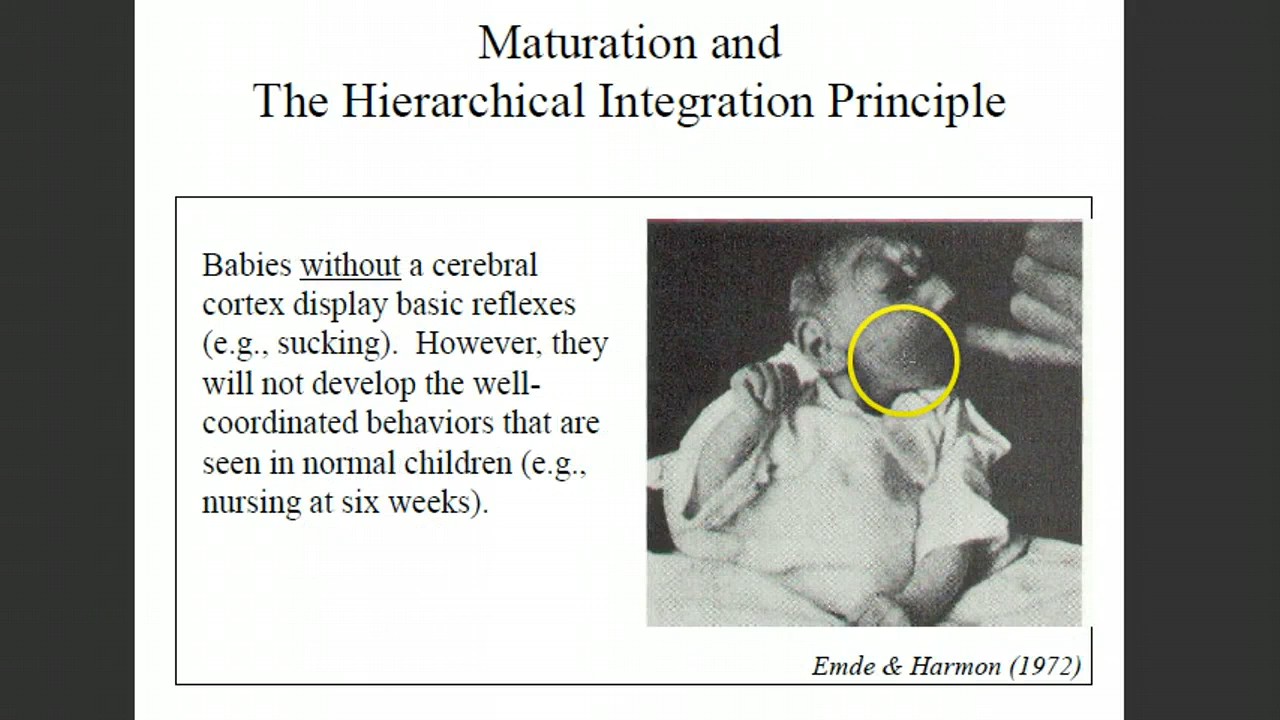 Maturation and
The Hierarchical Integration Principle
Babies without a cerebral
cortex display basic reflexes
(e.g., sucking).  However, they
will not develop the well-
coordinated behaviors that are
seen in normal children (e.g.,
nursing at six weeks).
Emde & Harmon (1972)